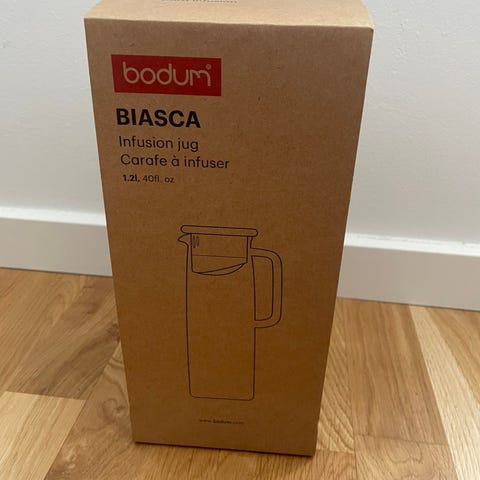 bodum
BIASCA
Infusion jug
Carafe à infuser
1.2l, 40fl. oz
www.bodum.com